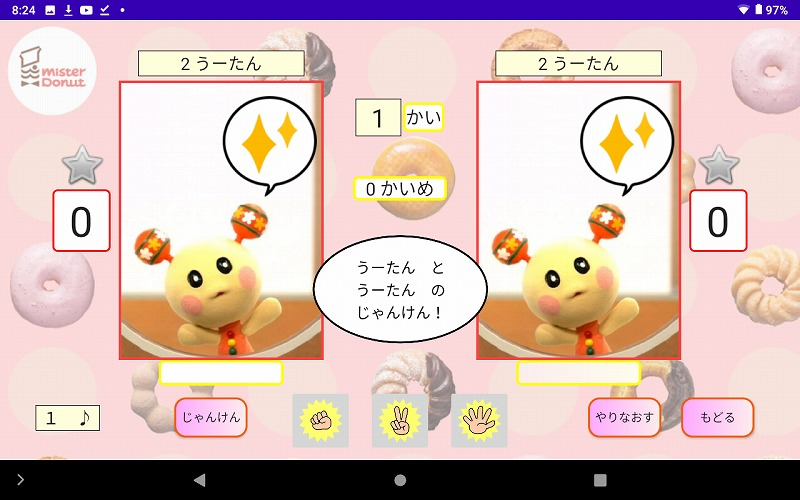 8:24
97%
mister
Donut
2 うーたん
2 うーたん
1 かい
0 かいめ
0
0
うーたん と
うーたん の
じゃんけん！
1 ♪
じゃんけん
やりなおす
もどる